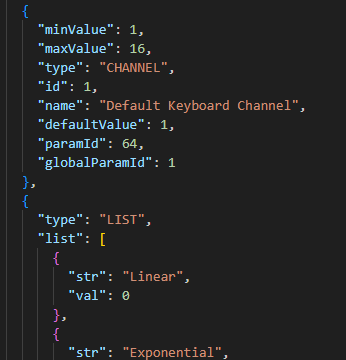 {
"minValue": 1,
"maxValue": 16,
"type": "CHANNEL",
"id": 1,
"name": "Default Keyboard Channel",
"defaultValue": 1,
"paramId": 64,
"globalParamId": 1
},
{
"type": "LIST",
"list": [
{
"str": "Linear",
"val": 0
},
{
"str": "Exponential",